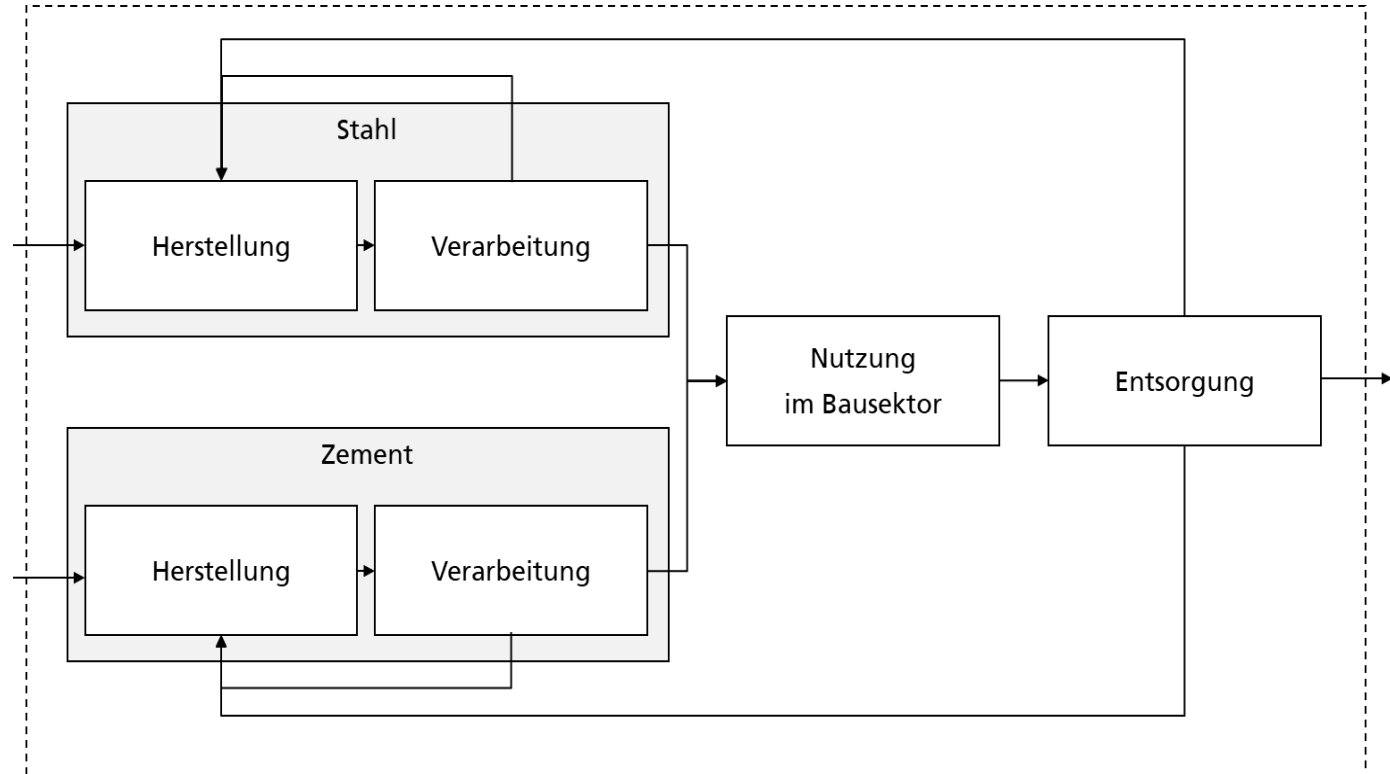 Stahl
Herstellung
Verarbeitung
Nutzung
im Bausektor
Entsorgung
Zement
Herstellung
Verarbeitung